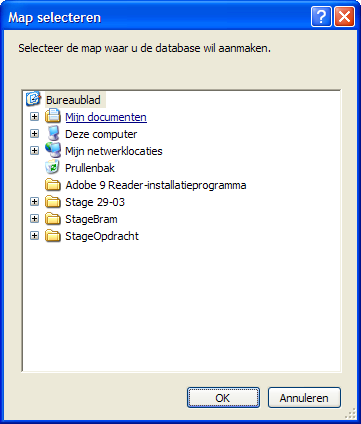 Map selecteren
Selecteer de map waar u de database wil aanmaken.
Bureaublad
Mijn documenten
Deze computer
Mijn netwerklocaties
Prullenbak
Adobe 9 Reader-installatieprogramma
Stage 29-03
StageBram
StageOpdracht
OK Annuleren